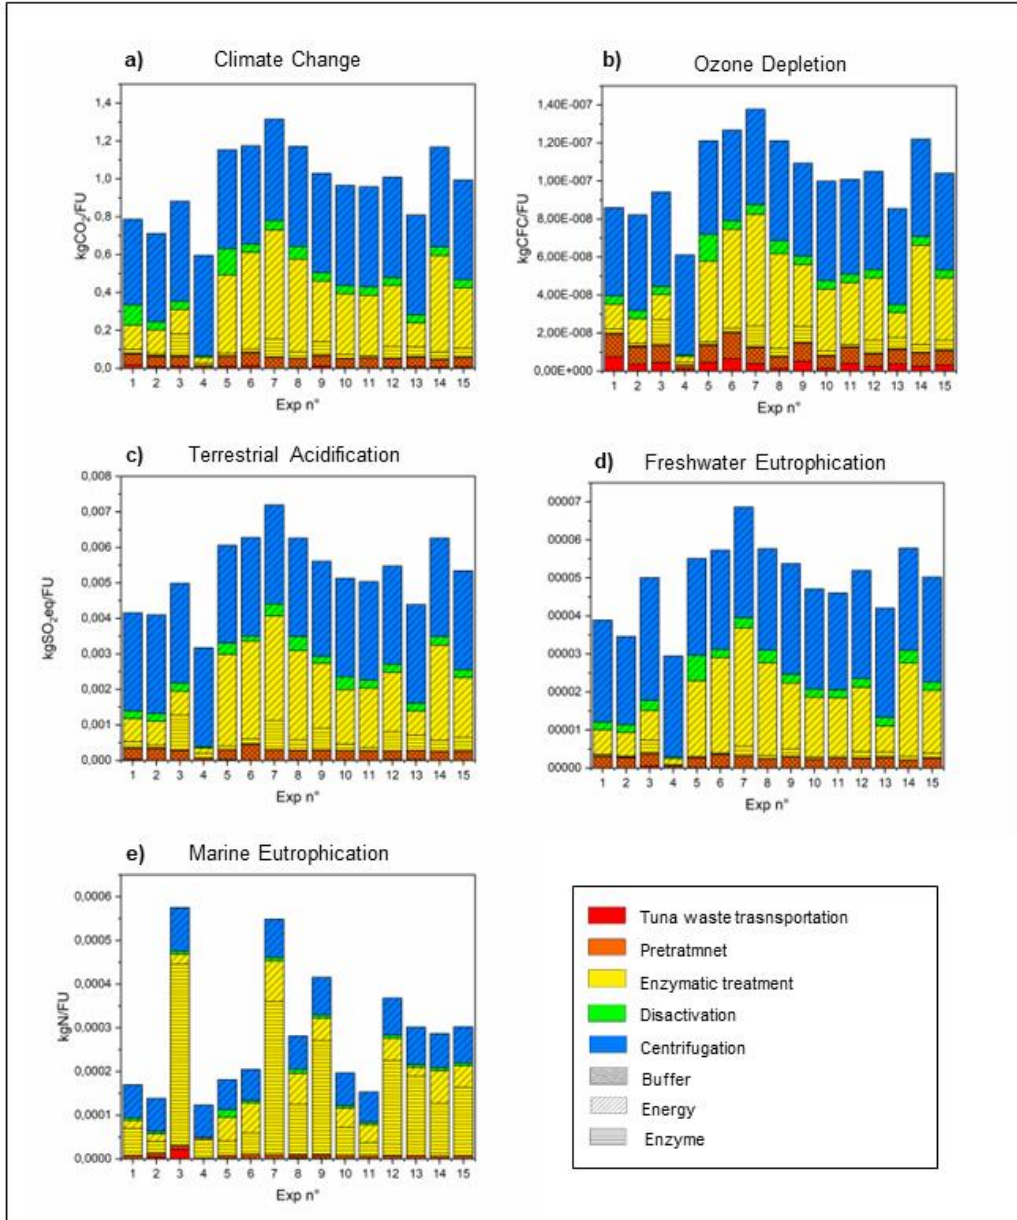 a) Climate Change
kgCO2/FU
1,4
1,2
1,0
0,8
0,6
0,4
0,2
0,0
1 2 3 4 5 6 7 8 9 10 11 12 13 14 15
Exp n°
b) Ozone Depletion
kgCFC/FU
1,40E-007
1,20E-007
1,00E-007
8,00E-008
6,00E-008
4,00E-008
2,00E-008
0,00E+000
1 2 3 4 5 6 7 8 9 10 11 12 13 14 15
Exp n°
c) Terrestrial Acidification
kgSO2eq/FU
0,008
0,007
0,006
0,005
0,004
0,003
0,002
0,001
0,000
1 2 3 4 5 6 7 8 9 10 11 12 13 14 15
Exp n°
d) Freshwater Eutrophication
00007
00006
00005
00004
00003
00002
00001
00000
1 2 3 4 5 6 7 8 9 10 11 12 13 14 15
Exp n°
e) Marine Eutrophication
kgN/FU
0,0006
0,0005
0,0004
0,0003
0,0002
0,0001
0,0000
1 2 3 4 5 6 7 8 9 10 11 12 13 14 15
Exp n°
Tuna waste trasnsportation
Pretratmnet
Enzymatic treatment
Disactivation
Centrifugation
Buffer
Energy
Enzyme